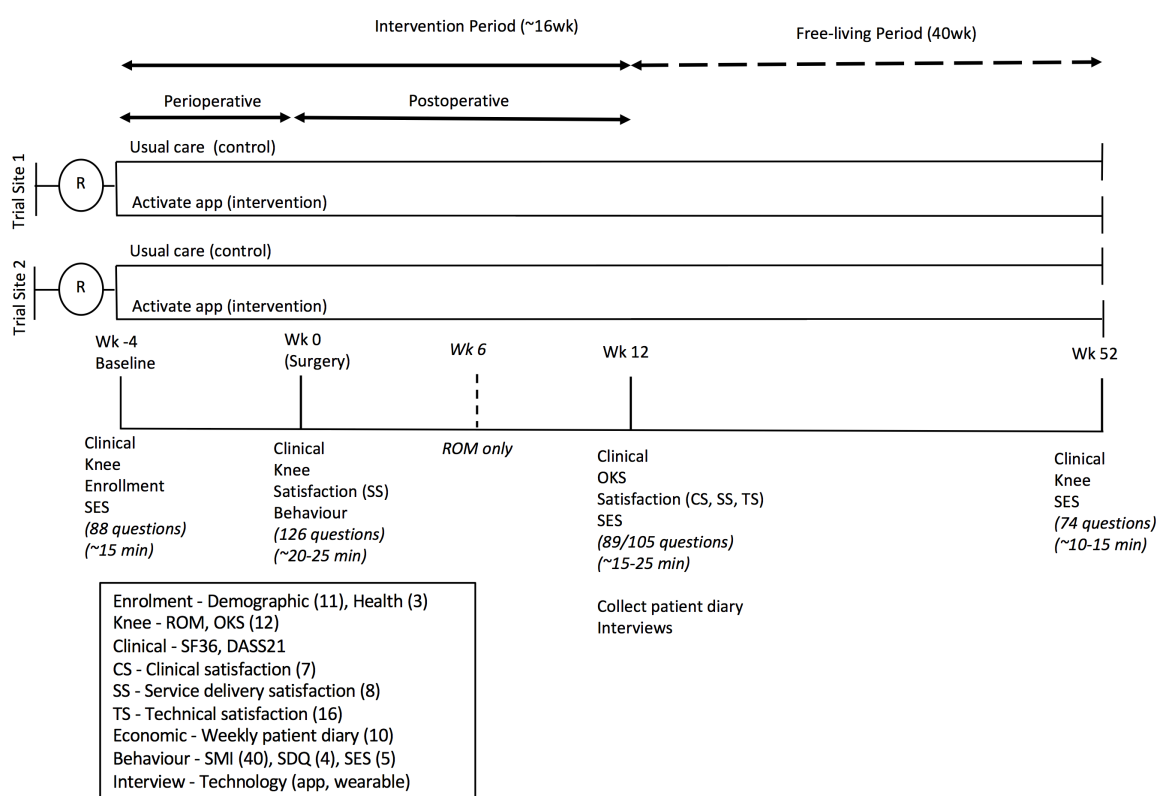 Intervention Period (~16wk)
Free-living Period (40wk)
Perioperative
Postoperative
Trial Site 1
R
Usual care (control)
Activate app (intervention)
Trial Site 2
R
Usual care (control)
Activate app (intervention)
Wk -4
Baseline
Wk 0
(Surgery)
Wk 6
Wk 12
Wk 52
Clinical
Knee
Enrollment
SES
(88 questions)
(~15 min)
Clinical
Knee
Satisfaction (SS)
Behaviour
(126 questions)
(~20-25 min)
ROM only
Clinical
OKS
Satisfaction (CS, SS, TS)
SES
(89/105 questions)
(~15-25 min)
Collect patient diary
Interviews
Clinical
Knee
SES
(74 questions)
(~10-15 min)
Enrolment - Demographic (11), Health (3)
Knee - ROM, OKS (12)
Clinical - SF36, DASS21
CS - Clinical satisfaction (7)
SS - Service delivery satisfaction (8)
TS - Technical satisfaction (16)
Economic - Weekly patient diary (10)
Behaviour - SMI (40), SDQ (4), SES (5)
Interview - Technology (app, wearable)